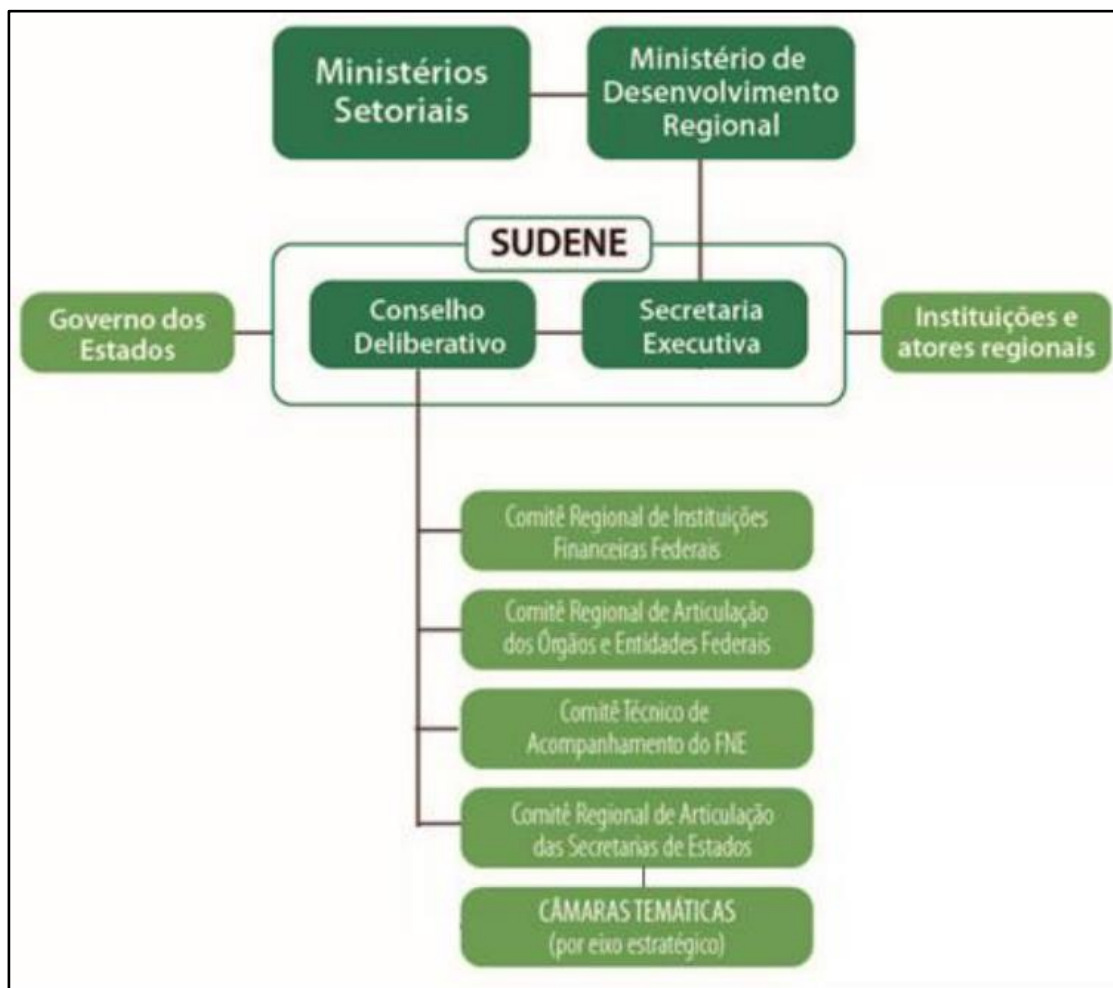 Ministérios
Setoriais
Ministério de
Desenvolvimento
Regional
SUDENE
Governo dos
Estados
Conselho
Deliberativo
Secretaria
Executiva
Instituições e
atores regionais
Comitê Regional de Instituições
Financeiras Federais
Comitê Regional de Articulação
dos Órgãos e Entidades Federais
Comitê Técnico de
Acompanhamento do FNE
Comitê Regional de Articulação
das Secretarias de Estados
CÂMARAS TEMÁTICAS
(por eixo estratégico)